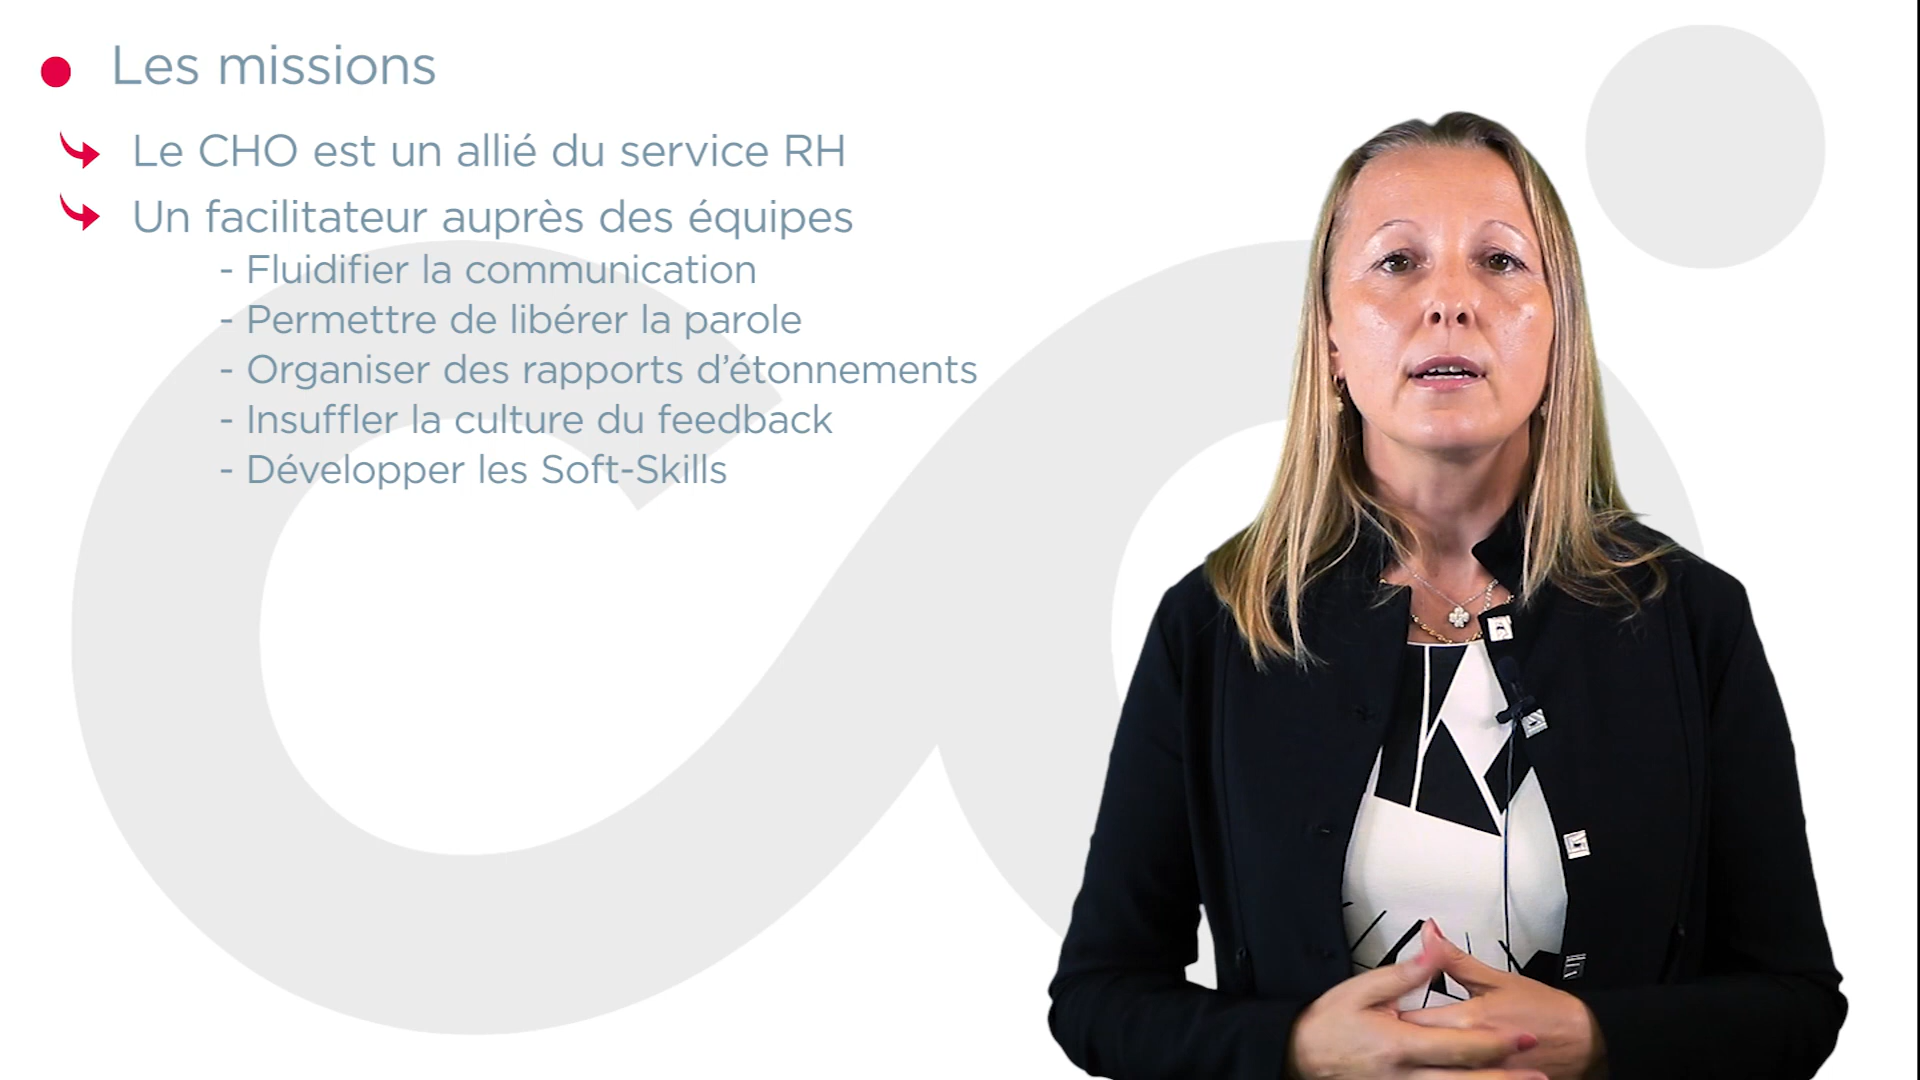 Les missions
Le CHO est un allié du service RH
Un facilitateur auprès des équipes
- Fluidifier la communication
- Permettre de libérer la parole
- Organiser des rapports d’étonnements
- Insuffler la culture du feedback
- Développer les Soft-Skills